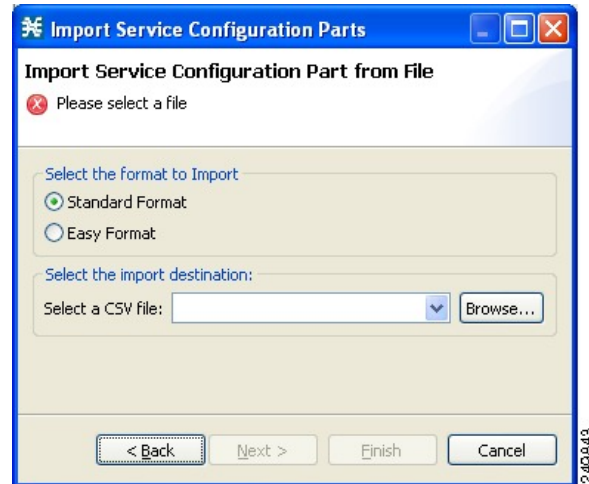 Import Service Configuration Parts
Import Service Configuration Part from File
Please select a file
Select the format to Import
Standard Format
Easy Format
Select the import destination:
Select a CSV file:
Browse...
< Back
Next >
Finish
Cancel
249843